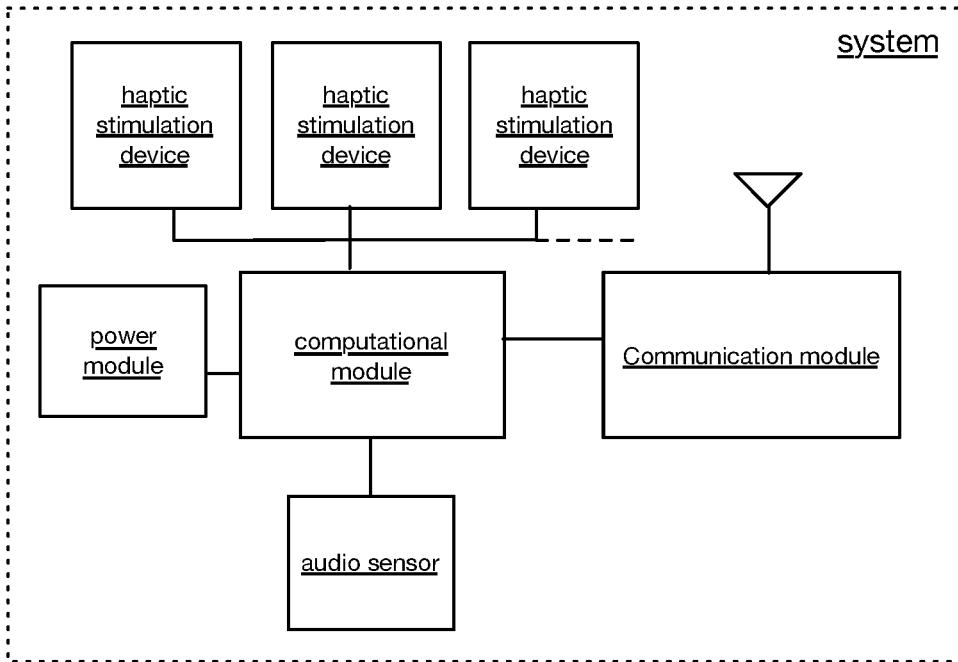 system
haptic
stimulation
device
haptic
stimulation
device
haptic
stimulation
device
power
module
computational
module
Communication module
audio sensor